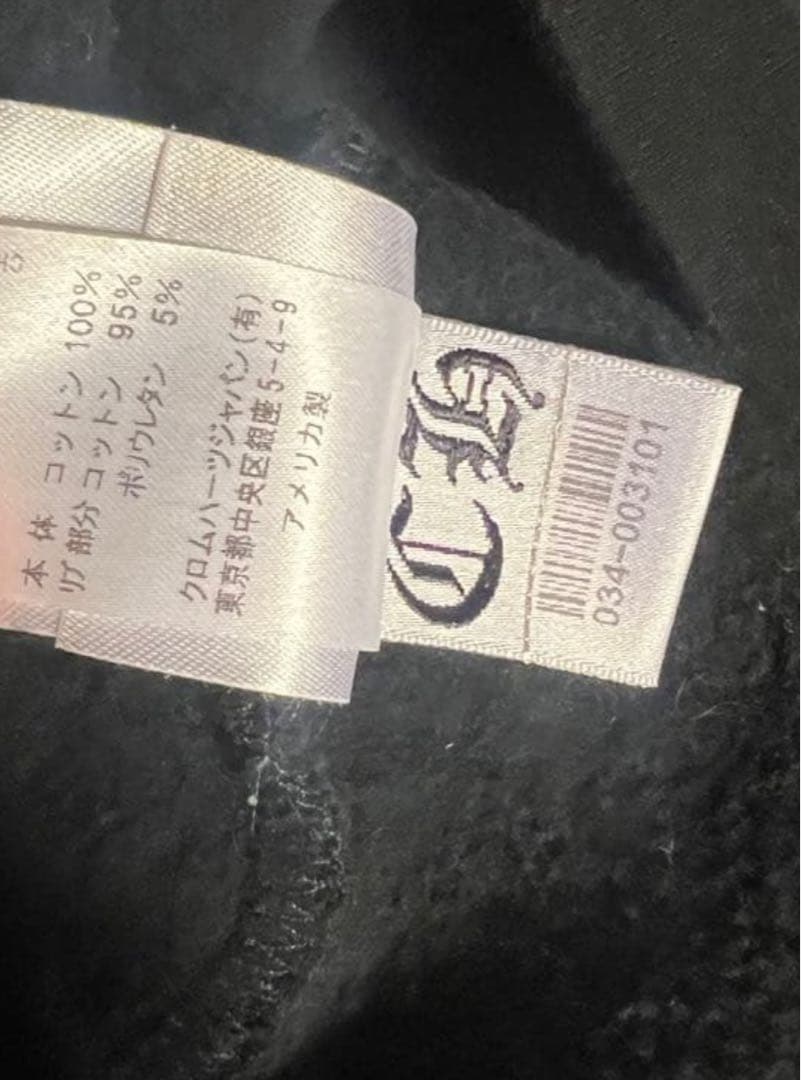 本体 コットン 100%
リブ部分 コットン 95%
ポリウレタン 5%
クロムハーツジャパン(有)
東京都中央区銀座5-4-9
アメリカ製
CH
034-003101